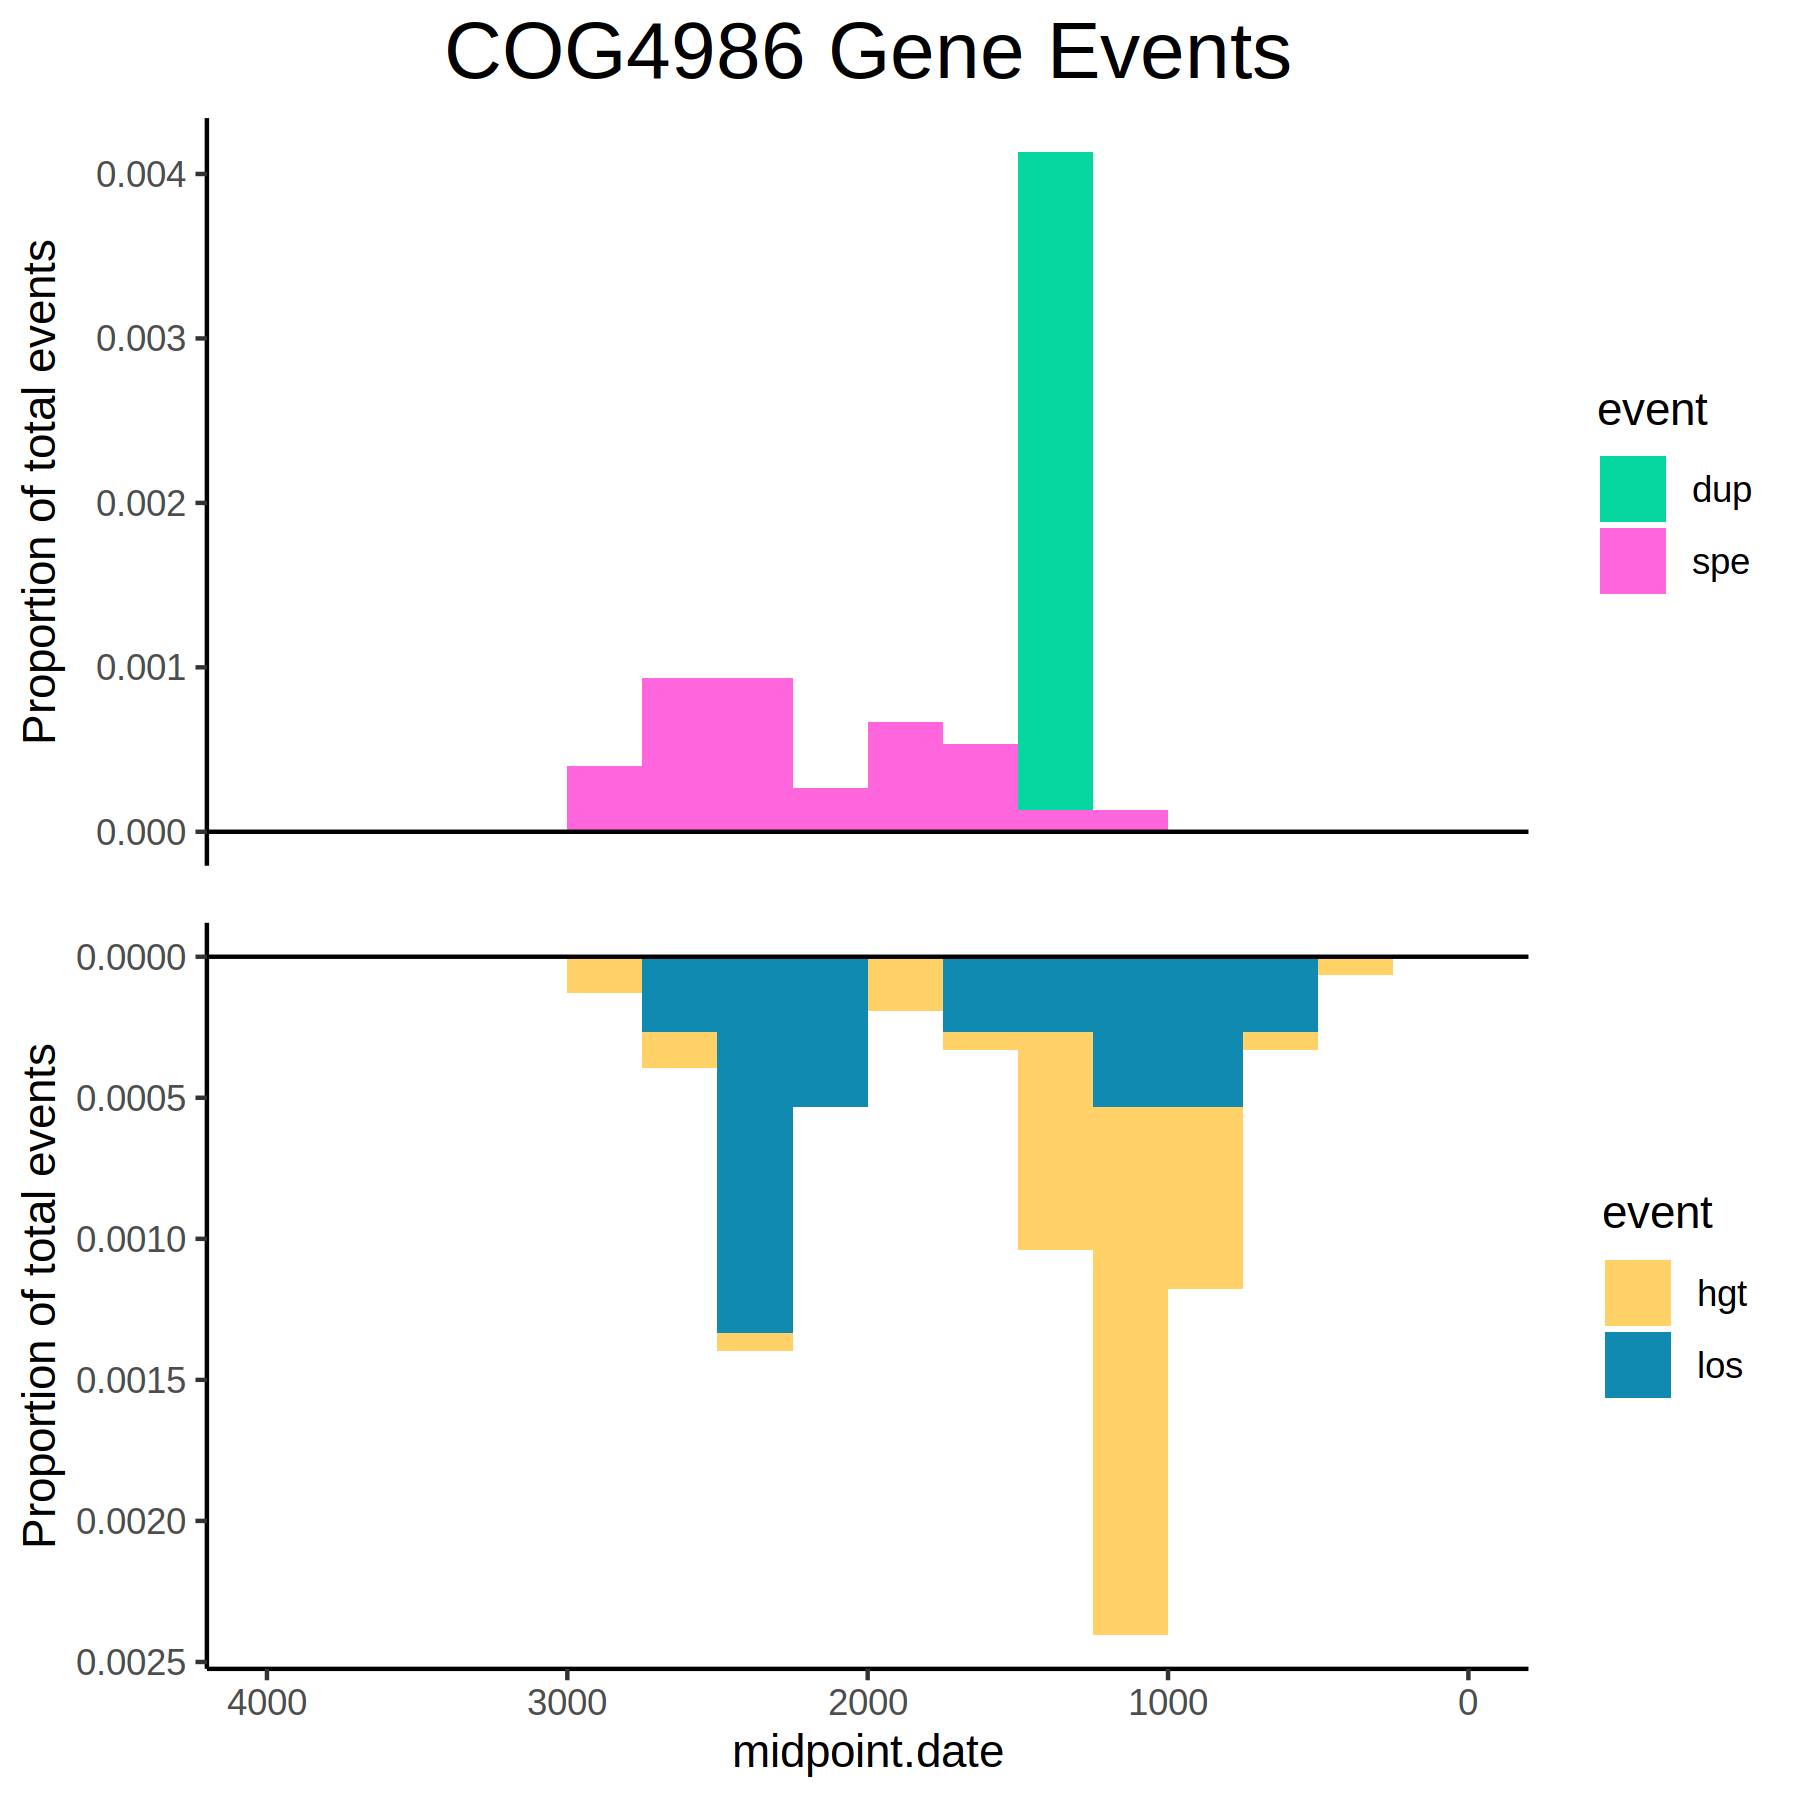 COG4986 Gene Events
Proportion of total events
0.004
0.003
0.002
0.001
0.000
event
dup
spe
Proportion of total events
0.0000
0.0005
0.0010
0.0015
0.0020
0.0025
event
hgt
los
4000 3000 2000 1000 0
midpoint.date